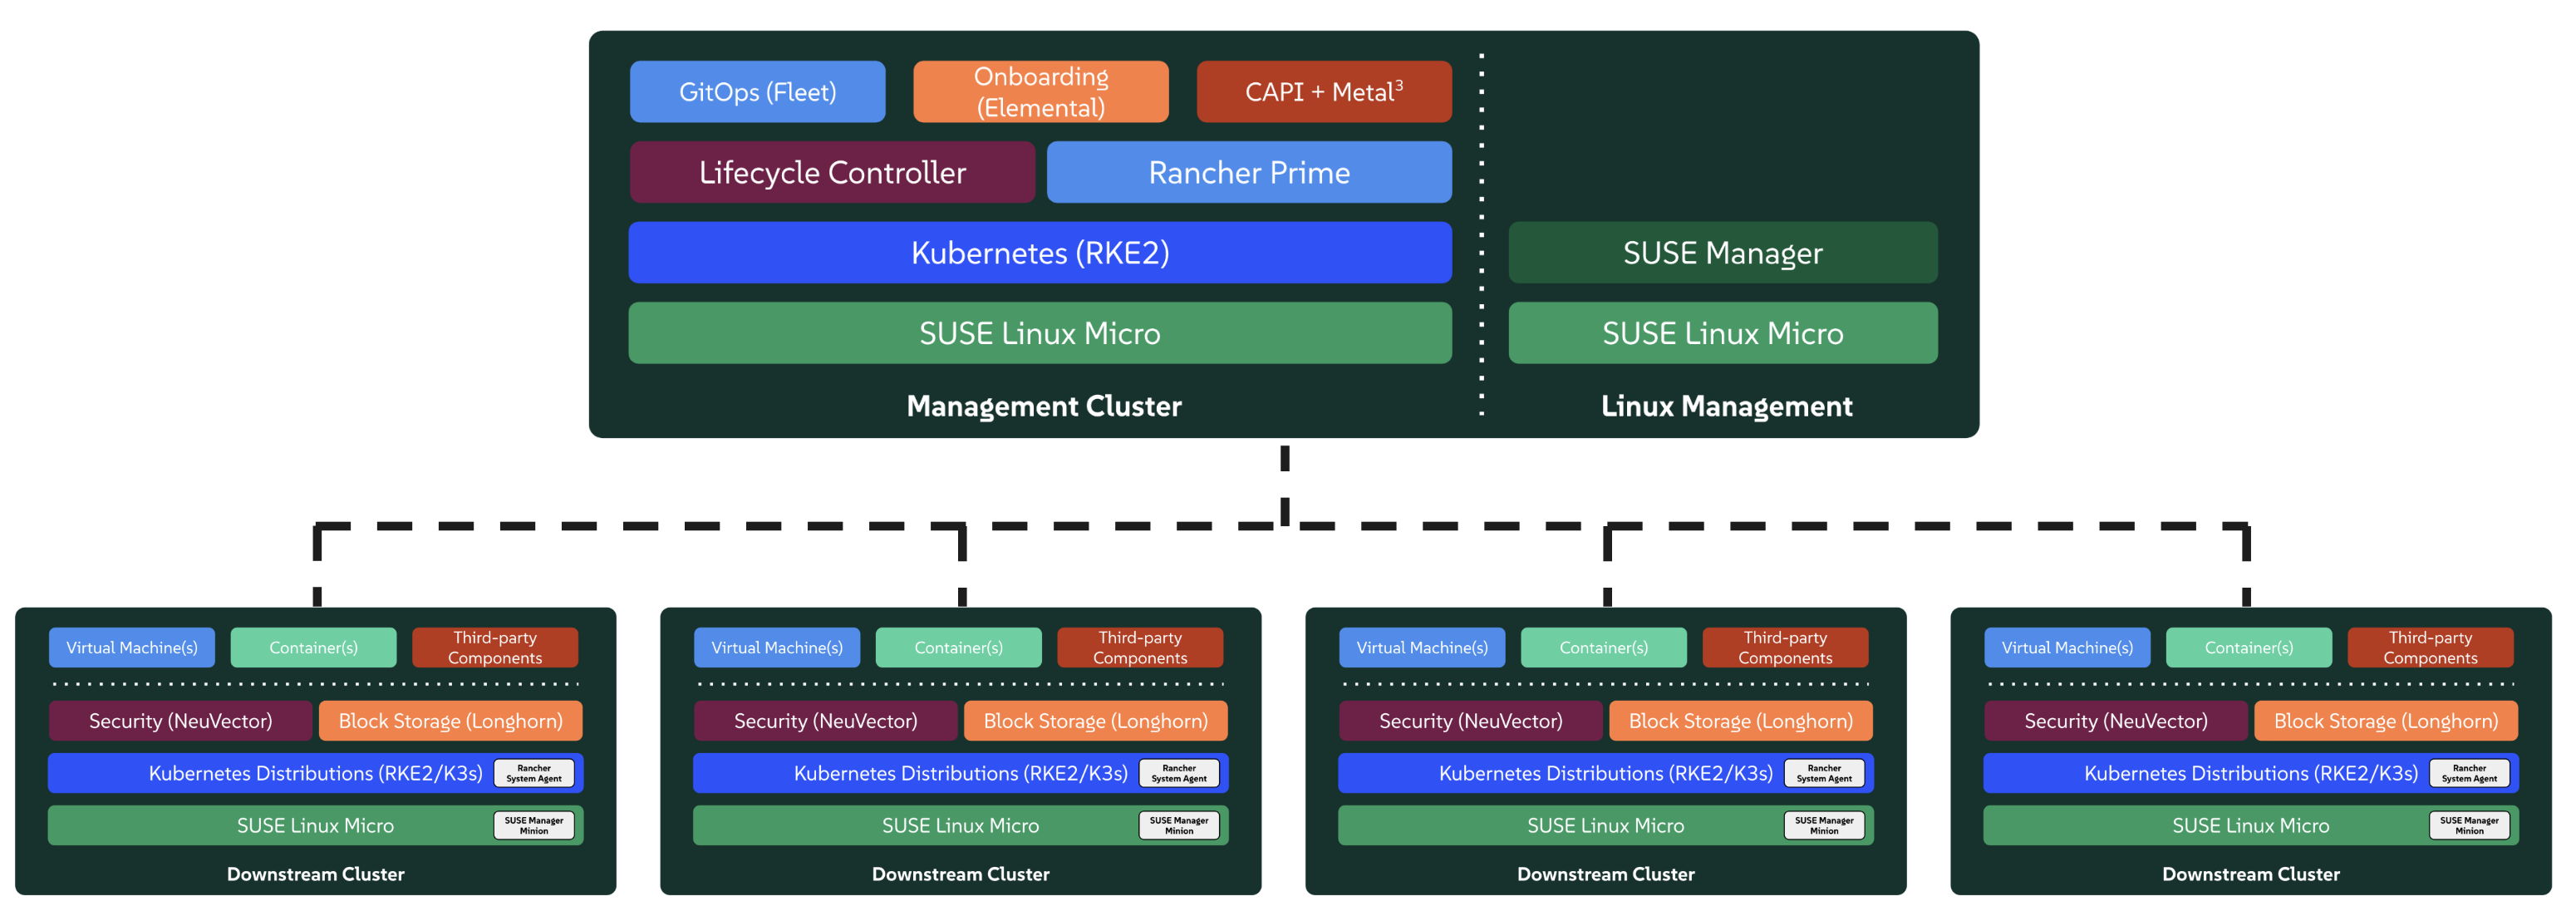 GitOps (Fleet)
Onboarding
(Elemental)
CAPI + Metal³
Lifecycle Controller
Rancher Prime
Kubernetes (RKE2)
SUSE Manager
SUSE Linux Micro
SUSE Linux Micro
Management Cluster
Linux Management
Virtual Machine(s)
Container(s)
Third-party
Components
Security (NeuVector)
Block Storage (Longhorn)
Kubernetes Distributions (RKE2/K3s)
Rancher
System Agent
SUSE Linux Micro
SUSE Manager
Minion
Downstream Cluster
Virtual Machine(s)
Container(s)
Third-party
Components
Security (NeuVector)
Block Storage (Longhorn)
Kubernetes Distributions (RKE2/K3s)
Rancher
System Agent
SUSE Linux Micro
SUSE Manager
Minion
Downstream Cluster
Virtual Machine(s)
Container(s)
Third-party
Components
Security (NeuVector)
Block Storage (Longhorn)
Kubernetes Distributions (RKE2/K3s)
Rancher
System Agent
SUSE Linux Micro
SUSE Manager
Minion
Downstream Cluster
Virtual Machine(s)
Container(s)
Third-party
Components
Security (NeuVector)
Block Storage (Longhorn)
Kubernetes Distributions (RKE2/K3s)
Rancher
System Agent
SUSE Linux Micro
SUSE Manager
Minion
Downstream Cluster